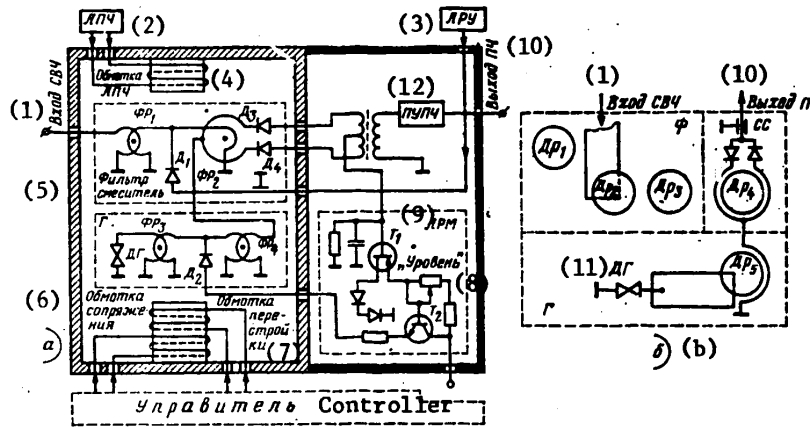 АПЧ (2)
(3) АРУ
(10)
Вход СВЧ
Выход ПЧ
(1)
Обмотка АПЧ
(4)
(12)
ПУПЧ
ФР₁
Д₃
Д₄
Д₁
ФР₂
(5)
Фильтр смеситель
(9)
АРМ
Г
ФР₃
ФР₄
ДГ
Д₂
Т₁
„Уровень"
(8)
Т₂
(6)
Обмотка сопряжения
Обмотка перестройки
(7)
а)
Управитель Controller
(1)
(10)
Вход СВЧ
Выход П
Ф
СС
Др₁
Др₃
Др₄
(11) ДГ
Др₅
Г
б) (b)